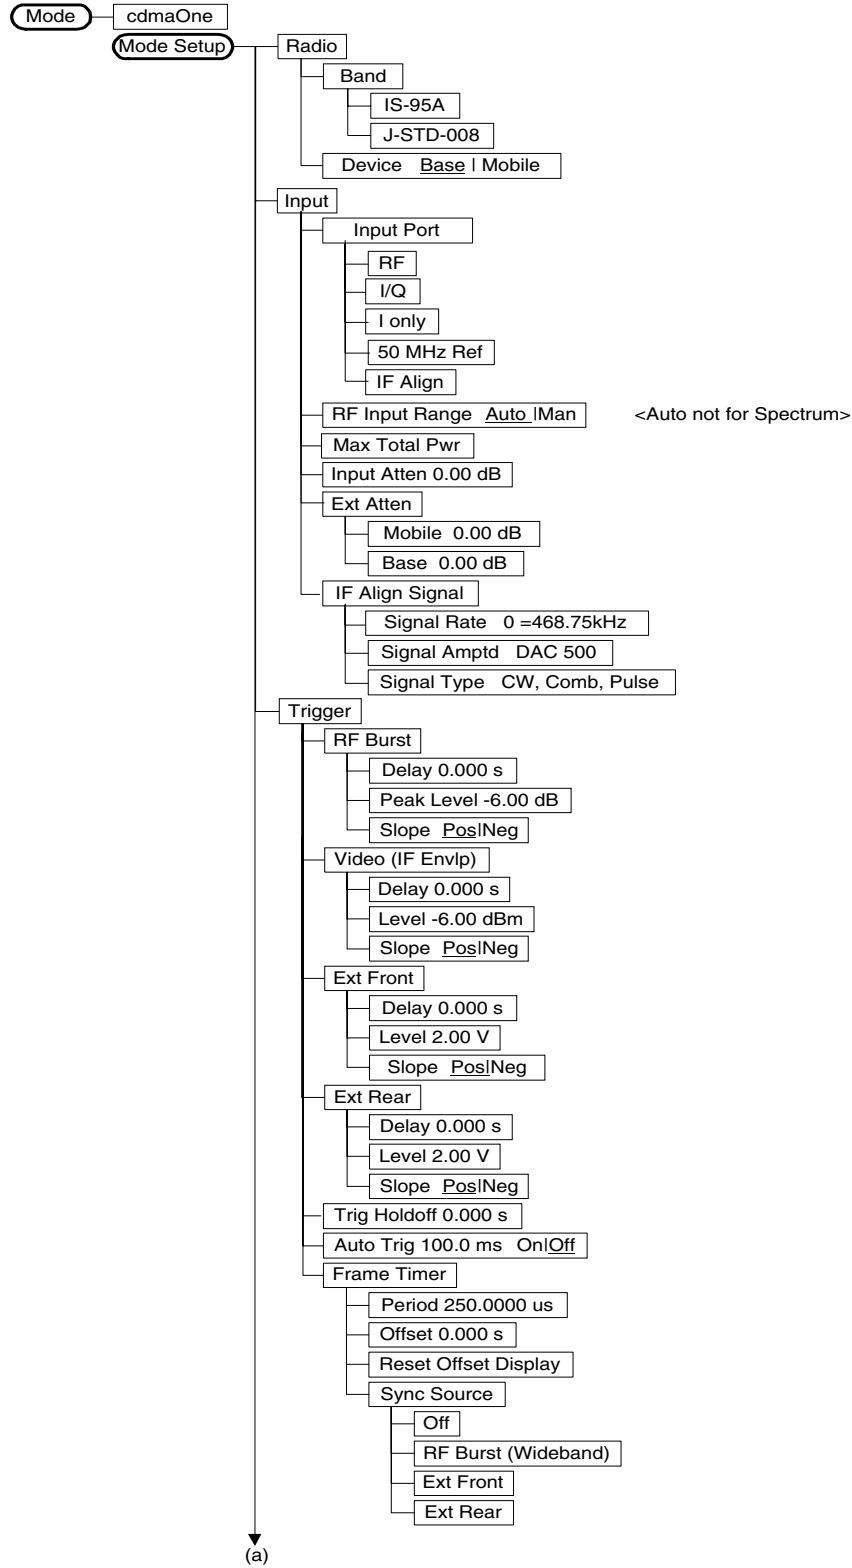 Mode cdmaOne
Mode Setup Radio
Band
IS-95A
J-STD-008
Device Base | Mobile
Input
Input Port
RF
I/Q
I only
50 MHz Ref
IF Align
RF Input Range Auto |Man <Auto not for Spectrum>
Max Total Pwr
Input Atten 0.00 dB
Ext Atten
Mobile 0.00 dB
Base 0.00 dB
IF Align Signal
Signal Rate 0 =468.75kHz
Signal Amptd DAC 500
Signal Type CW, Comb, Pulse
Trigger
RF Burst
Delay 0.000 s
Peak Level -6.00 dB
Slope Pos|Neg
Video (IF Envlp)
Delay 0.000 s
Level -6.00 dBm
Slope Pos|Neg
Ext Front
Delay 0.000 s
Level 2.00 V
Slope Pos|Neg
Ext Rear
Delay 0.000 s
Level 2.00 V
Slope Pos|Neg
Trig Holdoff 0.000 s
Auto Trig 100.0 ms On|Off
Frame Timer
Period 250.0000 us
Offset 0.000 s
Reset Offset Display
Sync Source
Off
RF Burst (Wideband)
Ext Front
Ext Rear
(a)